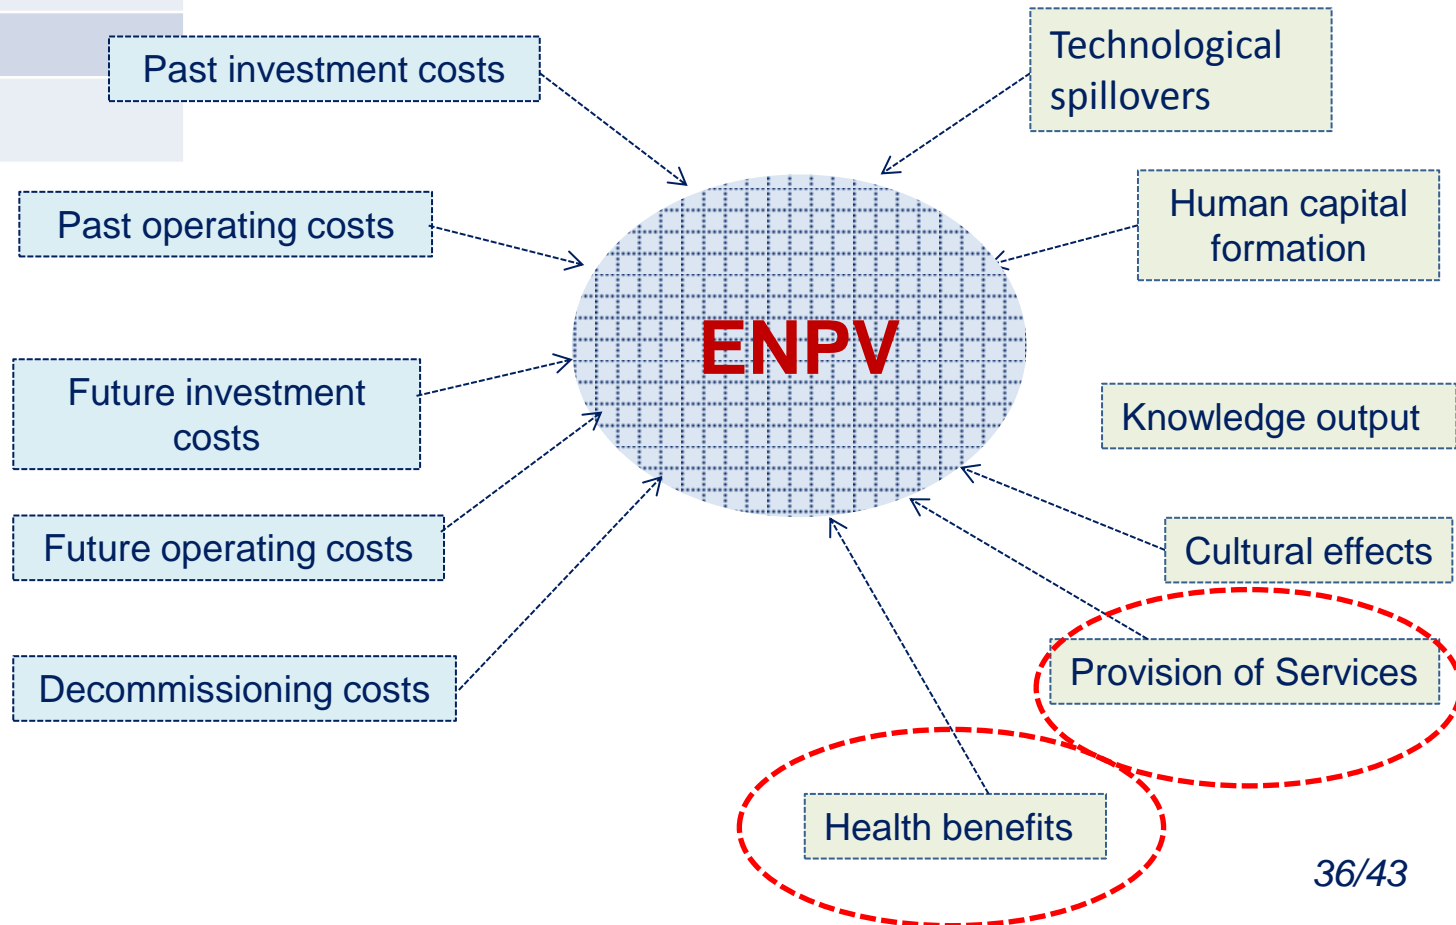 Past investment costs
Technological
spillovers
Past operating costs
Human capital
formation
ENPV
Future investment
costs
Knowledge output
Future operating costs
Cultural effects
Decommissioning costs
Provision of Services
Health benefits
36/43